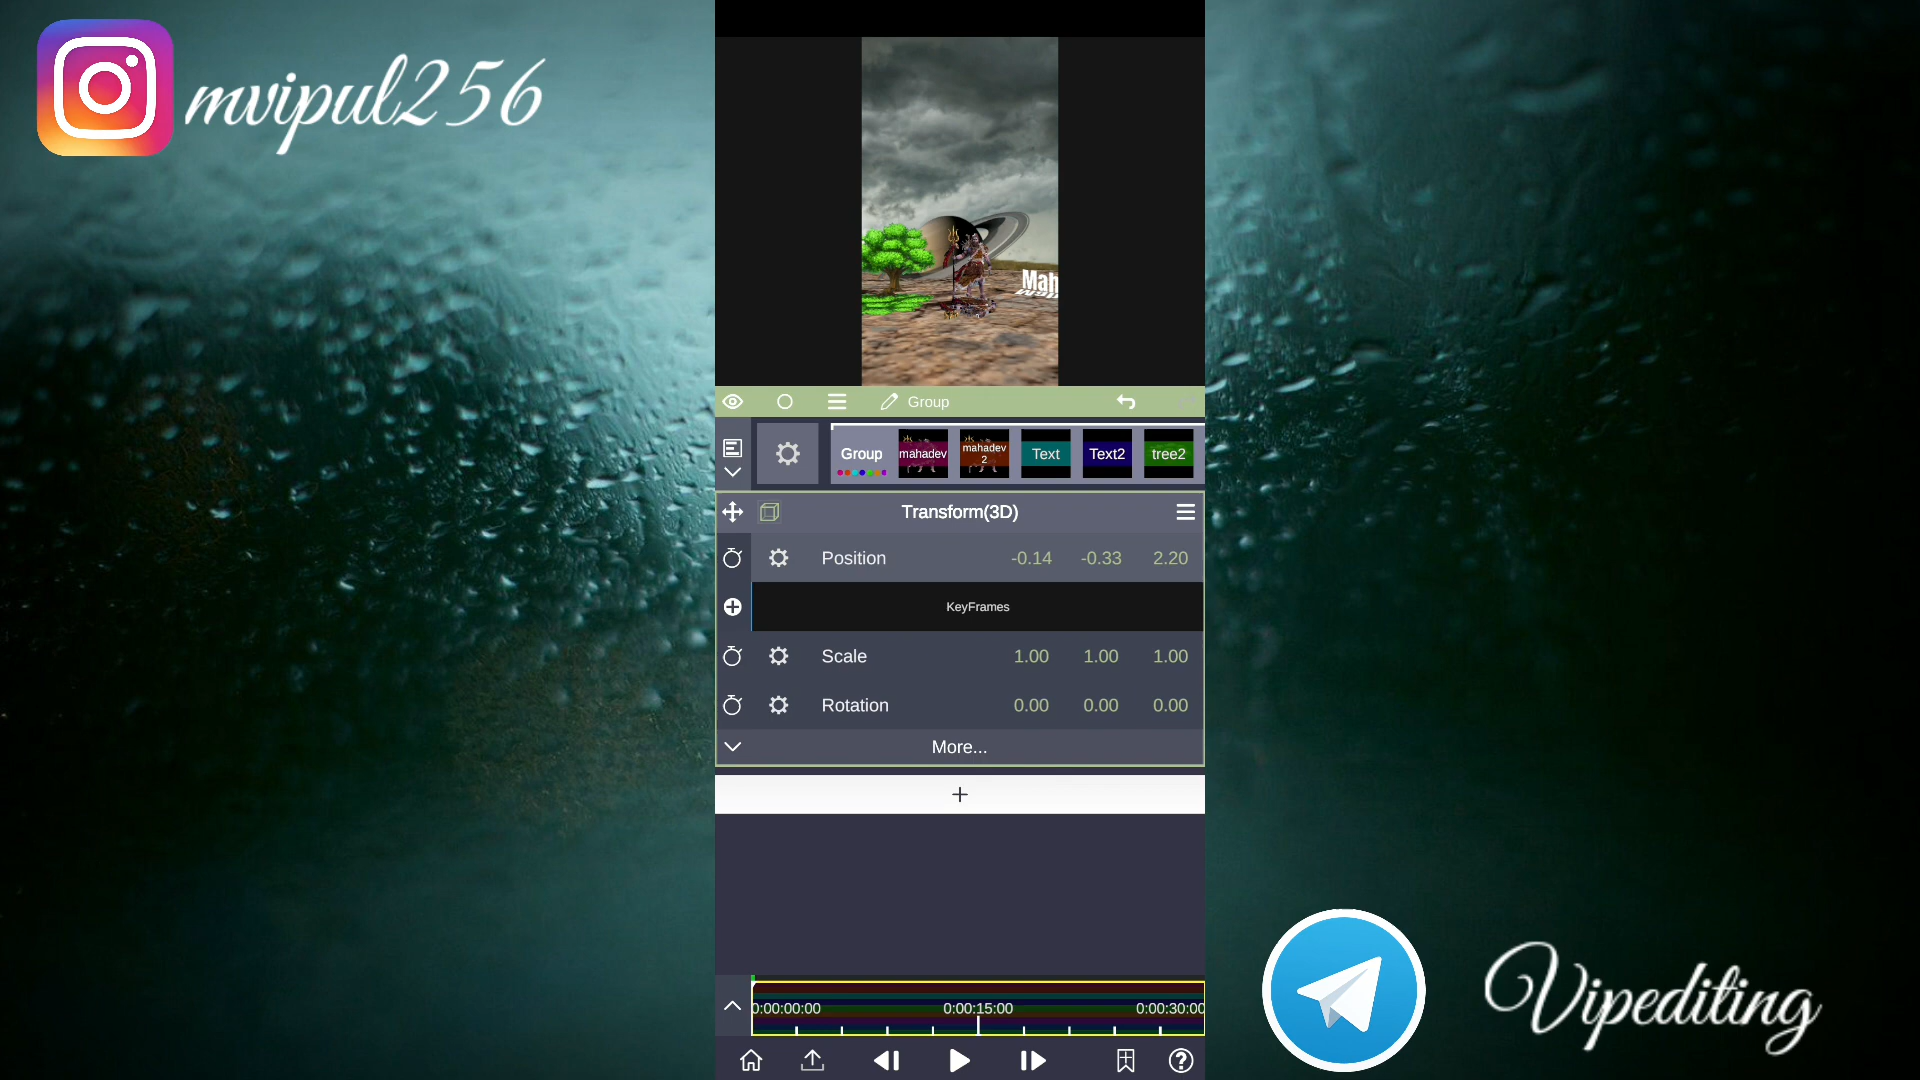 mvipul256
Mah
Group
Group
mahadev
mahadev
2
Text
Text2
tree2
Transform(3D)
Position -0.14 -0.33 2.20
KeyFrames
Scale 1.00 1.00 1.00
Rotation 0.00 0.00 0.00
More...
0:00:00:00 0:00:15:00 0:00:30:00
Vipediting